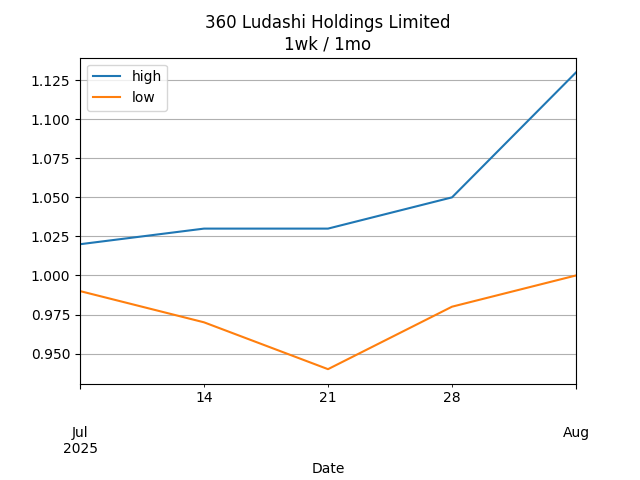 360 Ludashi Holdings Limited
1wk / 1mo
high
low
1.125
1.100
1.075
1.050
1.025
1.000
0.975
0.950
14
21
28
Jul
2025
Aug
Date